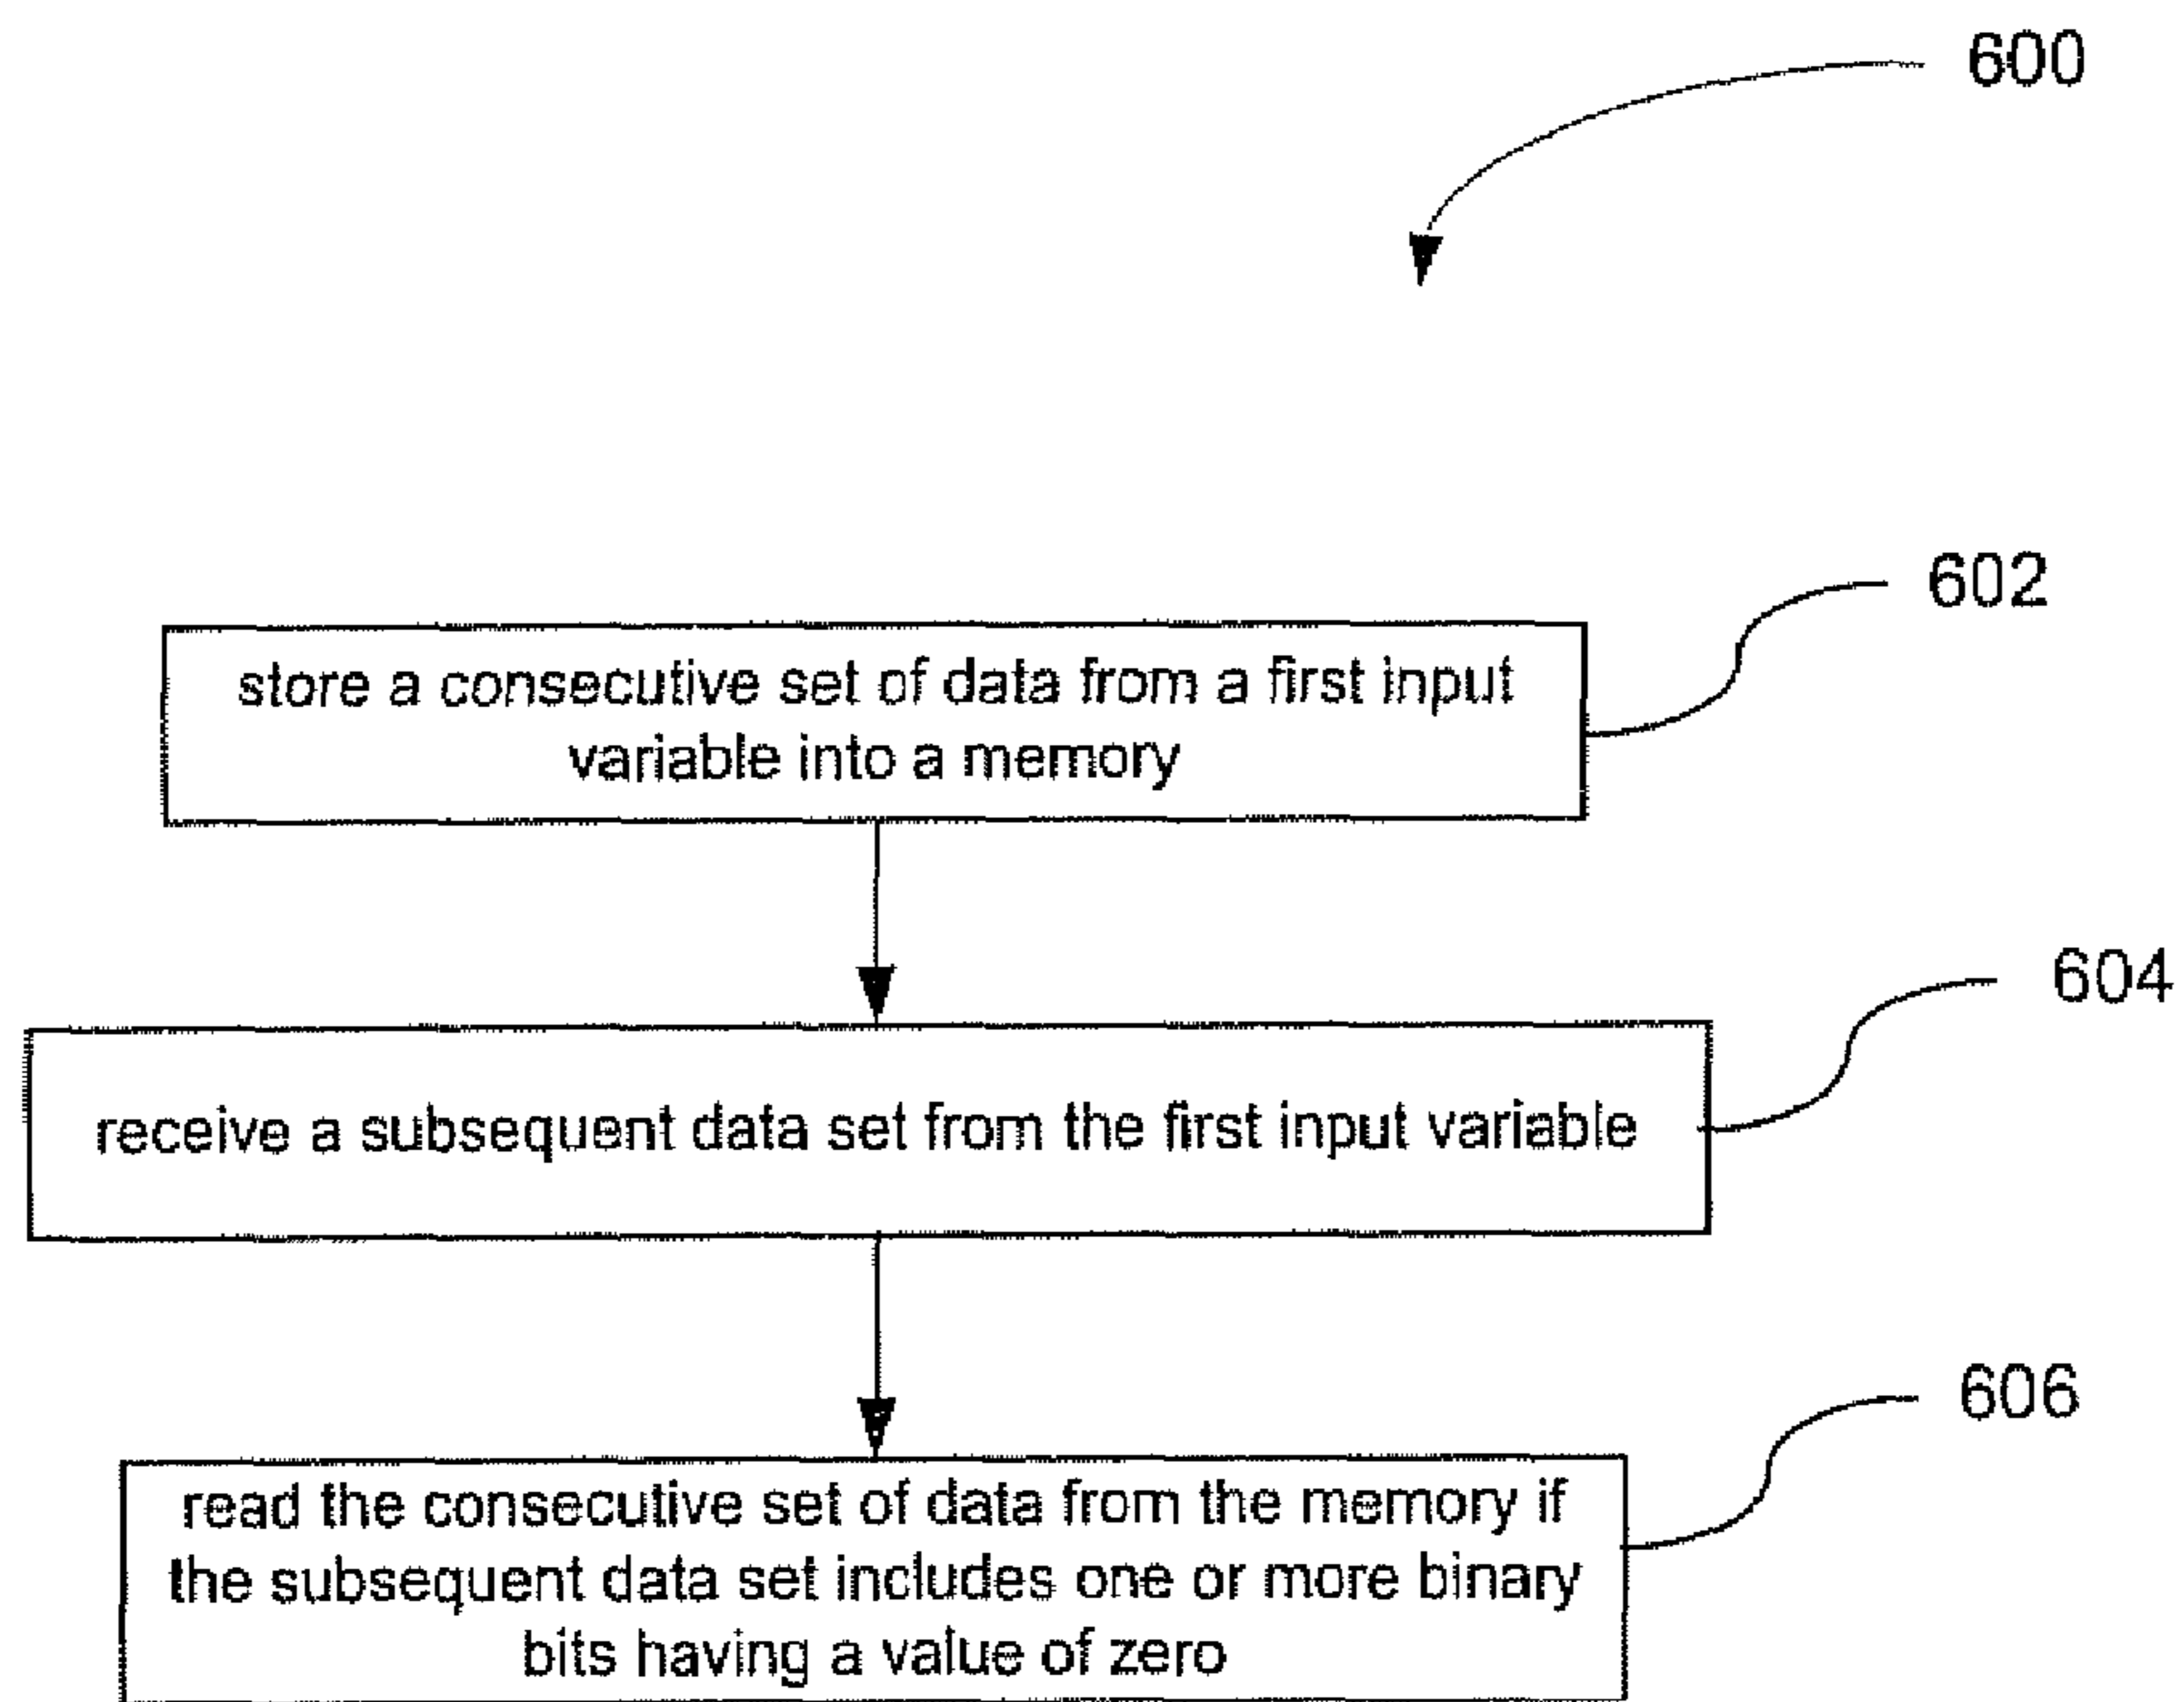 600
602
store a consecutive set of data from a first input
variable into a memory
604
receive a subsequent data set from the first input variable
606
read the consecutive set of data from the memory if
the subsequent data set includes one or more binary
bits having a value of zero